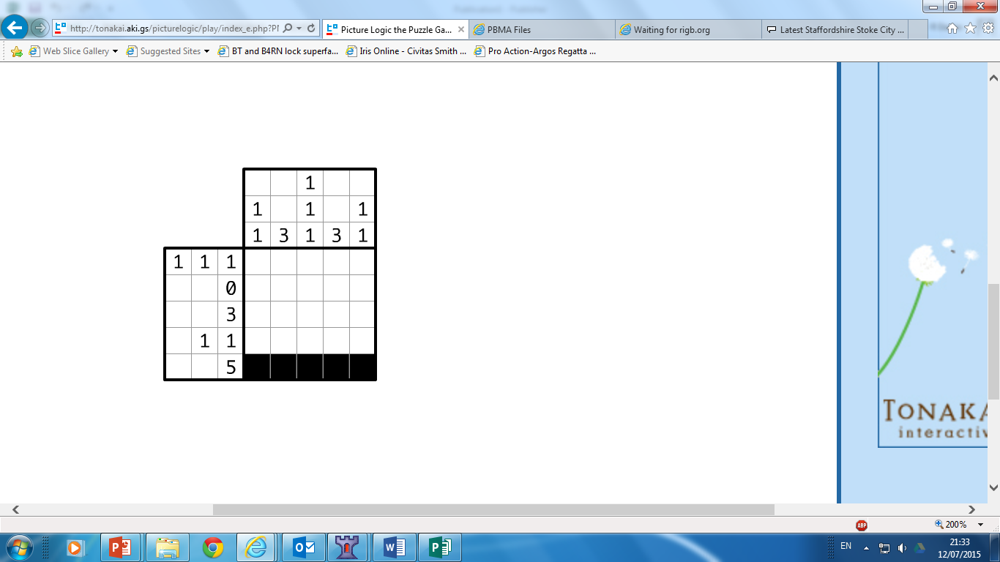 http://tonakai.aki.gs/picturelogic/play/index_e.php?Pl
Picture Logic the Puzzle Ga...
PBMA Files
Waiting for rigb.org
Latest Staffordshire Stoke City ...
Web Slice Gallery
Suggested Sites
BT and B4RN lock superfa...
Iris Online - Civitas Smith ...
Pro Action-Argos Regatta ...
1
1 1 1
1 3 1 3 1
1 1 1
0
3
1 1
5
TONAKA
interactiv
ABP
200%
EN
21:33
12/07/2015